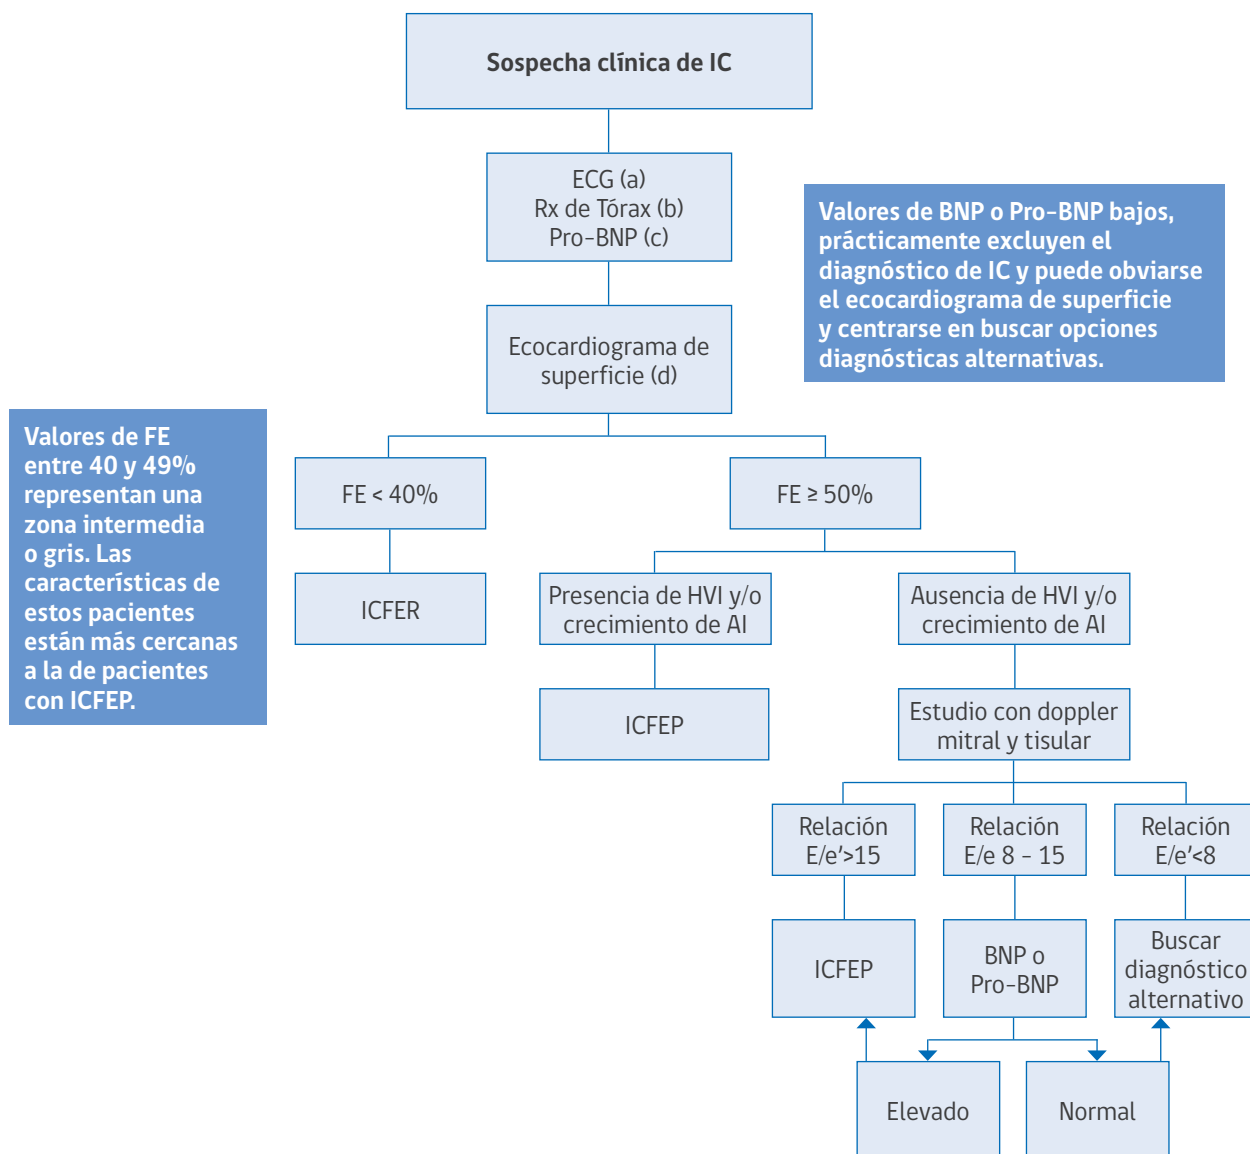 Sospecha clínica de IC
ECG (a)
Rx de Tórax (b)
Pro-BNP (c)
Valores de BNP o Pro-BNP bajos,
prácticamente excluyen el
diagnóstico de IC y puede obviarse
el ecocardiograma de superficie
y centrarse en buscar opciones
diagnósticas alternativas.
Ecocardiograma de
superficie (d)
Valores de FE
entre 40 y 49%
representan una
zona intermedia
o gris. Las
características de
estos pacientes
están más cercanas
a la de pacientes
con ICFEP.
FE < 40%
FE ≥ 50%
ICFER
Presencia de HVI y/o
crecimiento de AI
Ausencia de HVI y/o
crecimiento de AI
ICFEP
Estudio con doppler
mitral y tisular
Relación
E/e’>15
Relación
E/e 8 - 15
Relación
E/e’<8
ICFEP
BNP o
Pro-BNP
Buscar
diagnóstico
alternativo
Elevado
Normal